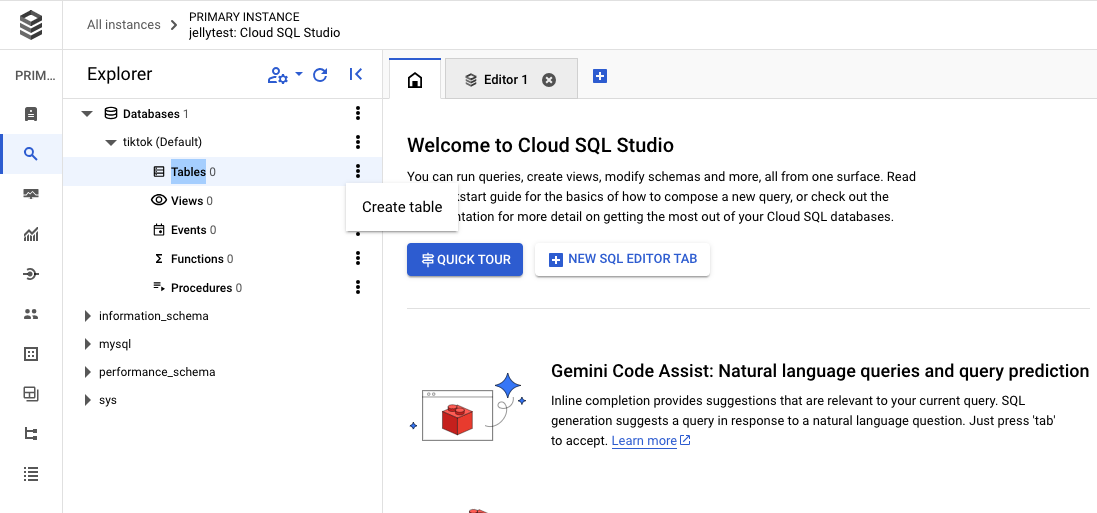 All instances
PRIMARY INSTANCE
jellytest: Cloud SQL Studio
PRIM...
Explorer
Editor 1
Databases 1
tiktok (Default)
Tables 0
Views 0
Events 0
Functions 0
Procedures 0
information_schema
mysql
performance_schema
sys
Create table
Welcome to Cloud SQL Studio
You can run queries, create views, modify schemas and more, all from one surface. Read
kstart guide for the basics of how to compose a new query, or check out the
entation for more detail on getting the most out of your Cloud SQL databases.
QUICK TOUR
NEW SQL EDITOR TAB
Gemini Code Assist: Natural language queries and query prediction
Inline completion provides suggestions that are relevant to your current query. SQL
generation suggests a query in response to a natural language question. Just press 'tab'
to accept. Learn more